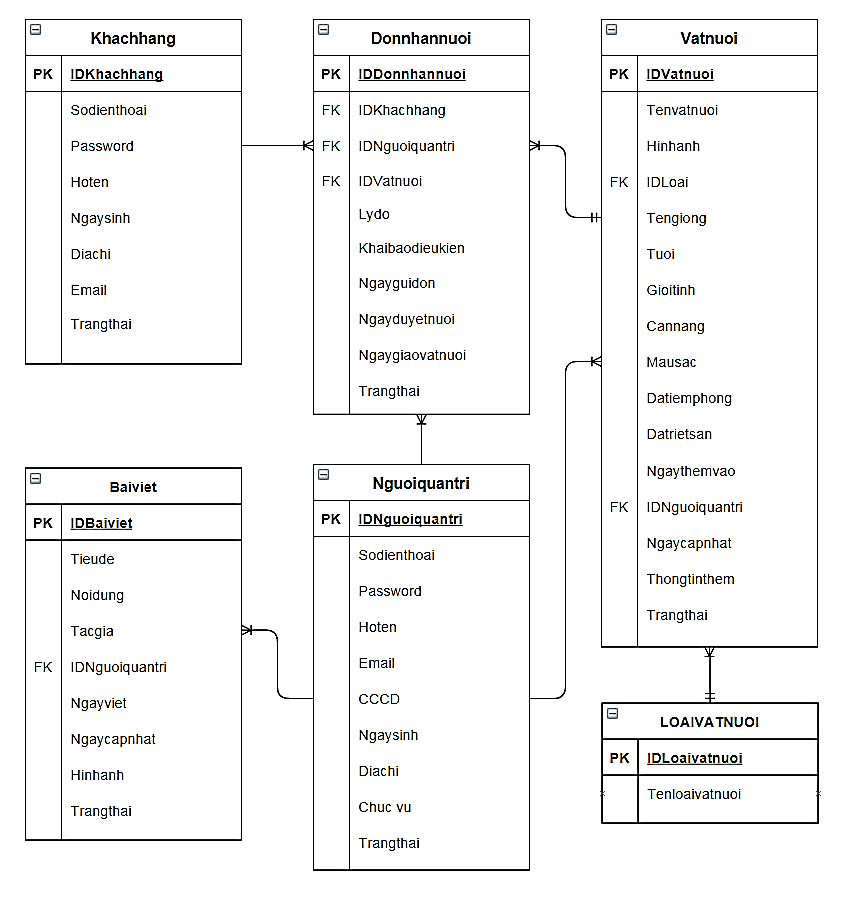 Khachhang
PK IDKhachhang
Sodienthoai
Password
Hoten
Ngaysinh
Diachi
Email
Trangthai
Donnhannuoi
PK IDDonnhannuoi
FK IDKhachhang
FK IDNguoiquantri
FK IDVatnuoi
Lydo
Khaibaodieukien
Ngayguidon
Ngayduyetnuoi
Ngaygiaovatnuoi
Trangthai
Vatnuoi
PK IDVatnuoi
Tenvatnuoi
Hinhanh
FK IDLoai
Tengiong
Tuoi
Gioitinh
Cannang
Mausac
Datiemphong
Datrietsan
Ngaythemvao
FK IDNguoiquantri
Ngaycapnhat
Thongtinthem
Trangthai
Baiviet
PK IDBaiviet
Tieude
Noidung
Tacgia
FK IDNguoiquantri
Ngayviet
Ngaycapnhat
Hinhanh
Trangthai
Nguoiquantri
PK IDNguoiquantri
Sodienthoai
Password
Hoten
Email
CCCD
Ngaysinh
Diachi
Chuc vu
Trangthai
LOAIVATNUOI
PK IDLoaivatnuoi
Tenloaivatnuoi